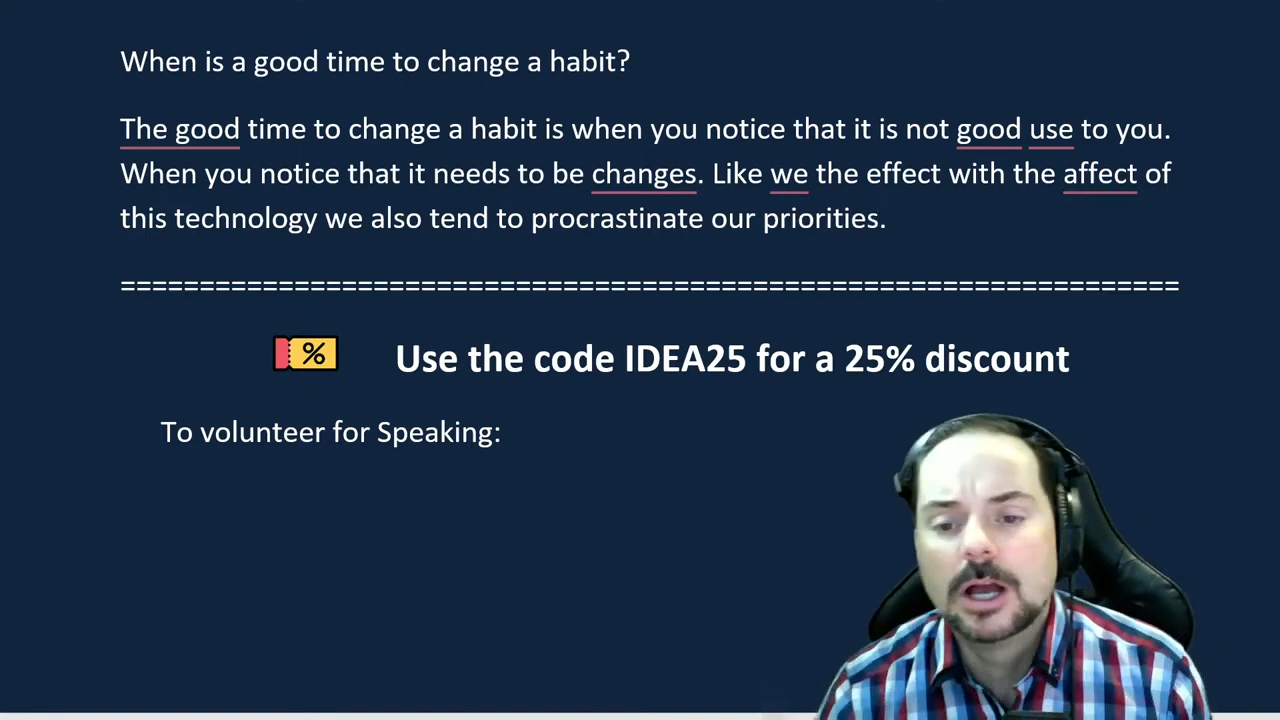 When is a good time to change a habit?
The good time to change a habit is when you notice that it is not good use to you.
When you notice that it needs to be changes. Like we the effect with the affect of
this technology we also tend to procrastinate our priorities.
===================================================================
%
Use the code IDEA25 for a 25% discount
To volunteer for Speaking: